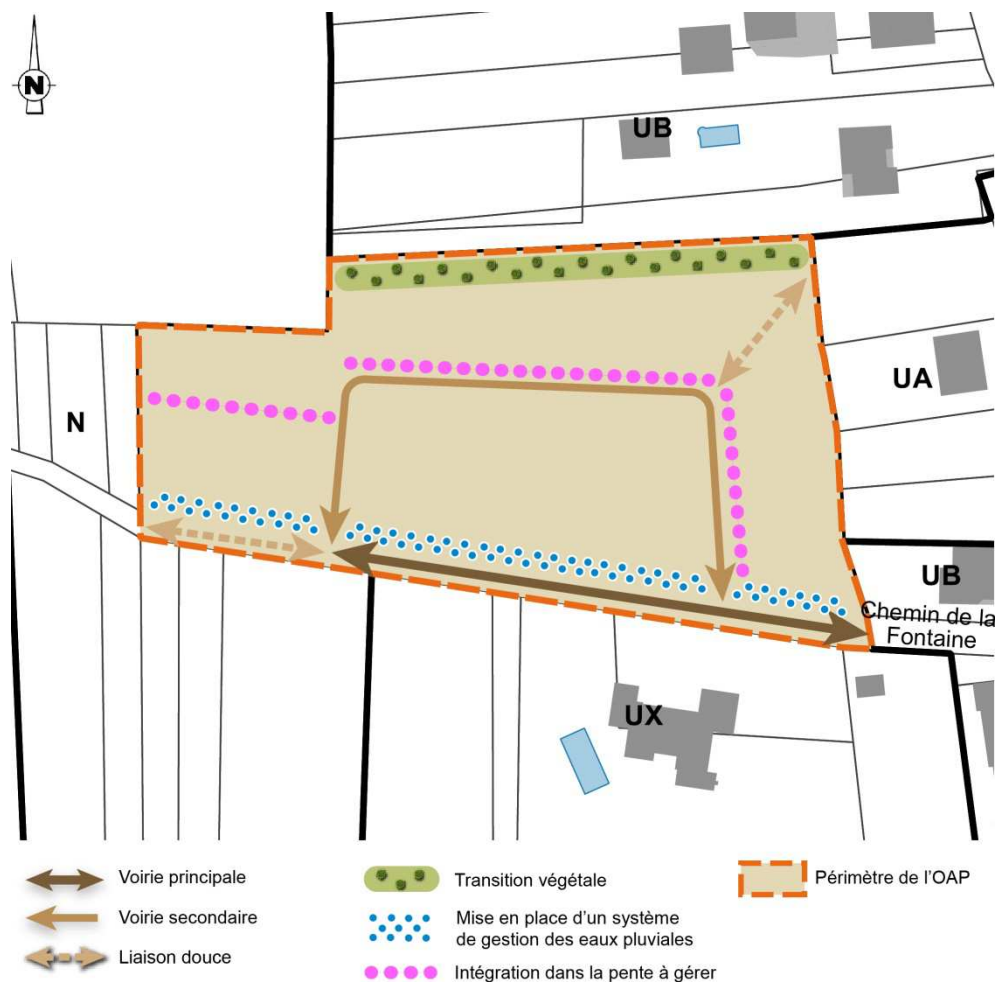 N
UB
UA
N
UB
Chemin de la
Fontaine
UX
Voirie principale
Voirie secondaire
Liaison douce
Transition végétale
Mise en place d'un système
de gestion des eaux pluviales
Intégration dans la pente à gérer
Périmètre de l'OAP